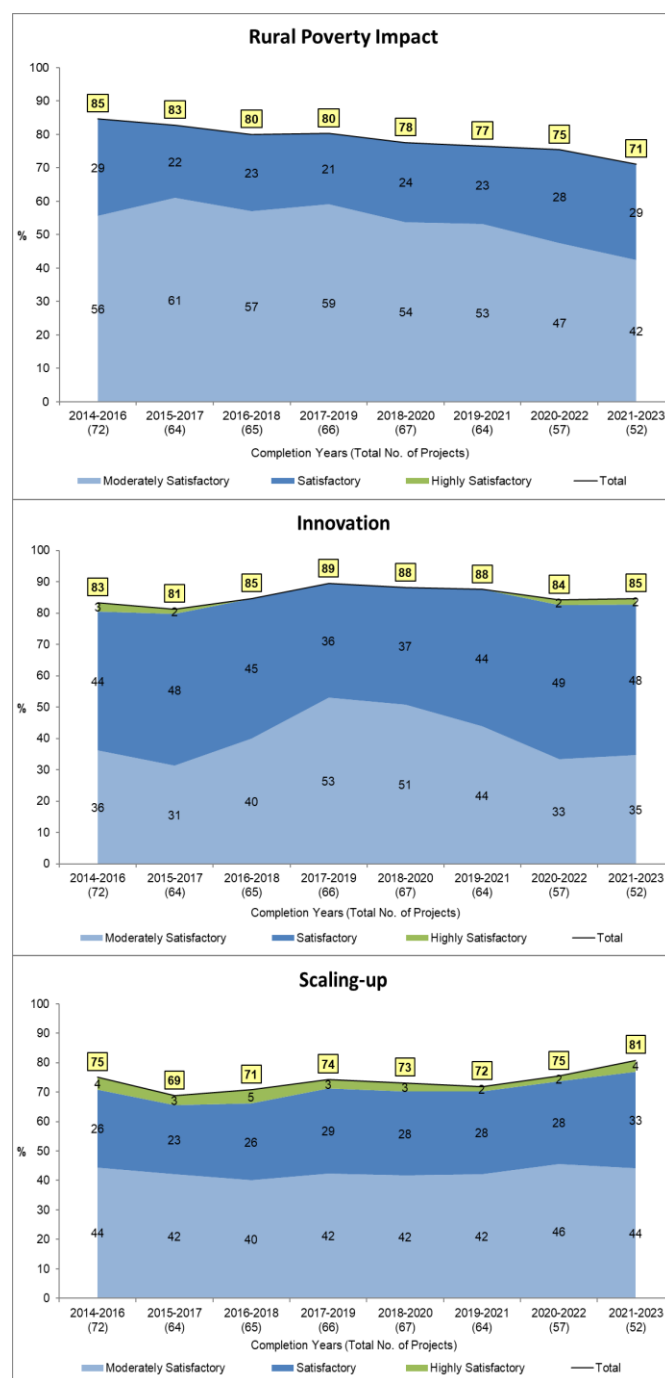 Rural Poverty Impact
100
90
80
70
60
50
40
30
20
10
0
%
85 83 80 80 78 77 75 71
29 22 23 21 24 23 28 29
56 61 57 59 54 53 47 42
2014-2016 2015-2017 2016-2018 2017-2019 2018-2020 2019-2021 2020-2022 2021-2023
(72) (64) (65) (66) (67) (64) (57) (52)
Completion Years (Total No. of Projects)
Moderately Satisfactory Satisfactory Highly Satisfactory Total
Innovation
100
90
80
70
60
50
40
30
20
10
0
%
83 81 85 89 88 88 84 85
3 2 2 2
44 48 45 36 37 44 49 48
36 31 40 53 51 44 33 35
2014-2016 2015-2017 2016-2018 2017-2019 2018-2020 2019-2021 2020-2022 2021-2023
(72) (64) (65) (66) (67) (64) (57) (52)
Completion Years (Total No. of Projects)
Moderately Satisfactory Satisfactory Highly Satisfactory Total
Scaling-up
100
90
80
70
60
50
40
30
20
10
0
%
75 69 71 74 73 72 75 81
4 3 5 3 3 2 2 4
26 23 26 29 28 28 28 33
44 42 40 42 42 42 46 44
2014-2016 2015-2017 2016-2018 2017-2019 2018-2020 2019-2021 2020-2022 2021-2023
(72) (64) (65) (66) (67) (64) (57) (52)
Completion Years (Total No. of Projects)
Moderately Satisfactory Satisfactory Highly Satisfactory Total